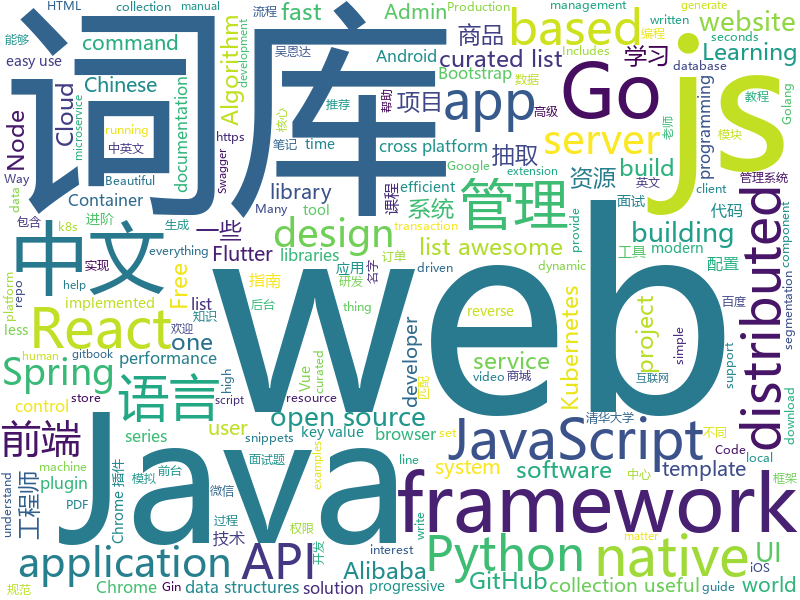 HTML collection manual
词库
Admin
流程
Production
written generate
能够
吴恩达
fast
商品
based
website
js
easy use
command
Android
学习
Includes
编程
seconds
Chinese
Algorithm
curated list
Bootstrap
Go
Learning
database
Node
Cloud
documentation
核心
推荐
帮助
项目
app
数据
高级
教程
development
microservice
https
笔记
time
cross platform
老师
模块
Golang
running
中英文
swagger
library
抽取
server
build
programming
管理系统
Way
Container
Google
extension
data
Beautiful
tool
efficient
资源
面试
英文
中文
Many
课程
系统
代码
client
包含
k8s
进阶
一些
design
管理
building
modern
provide
platform
生成
Flutter
libraries
应用
list awesome
配置
transaction
component
everything
Free
指南
工具
实现
React
list
driven
订单
研发
Kubernetes
distributed
dynamic
repo
help
implemented
后台
thing
名字
欢迎
知识
one
Java
web
reverse
百度
less
performance
developer
project
simple
segmentation
Spring
语言
Vue
curated
service
互联网
support
human
gitbook
control
open source
video
商城
匹配
前端
store
resource
user
high
script
JavaScript
清华大学
不同
download
series
snippets
key value
browser
set
Code
local
工程师
Chrome 插件
面试题
examples
line
system
software
template
understand
machine
plugin
前台
framework
中心
框架
PDF
模拟
微信
native
技术
application
API
Python
UI
iOS
过程
权限
interest
write
matter
规范
Chrome
开发
Alibaba
GitHub
world
another
data structures
solution
progressive
Gin
collection useful
guide